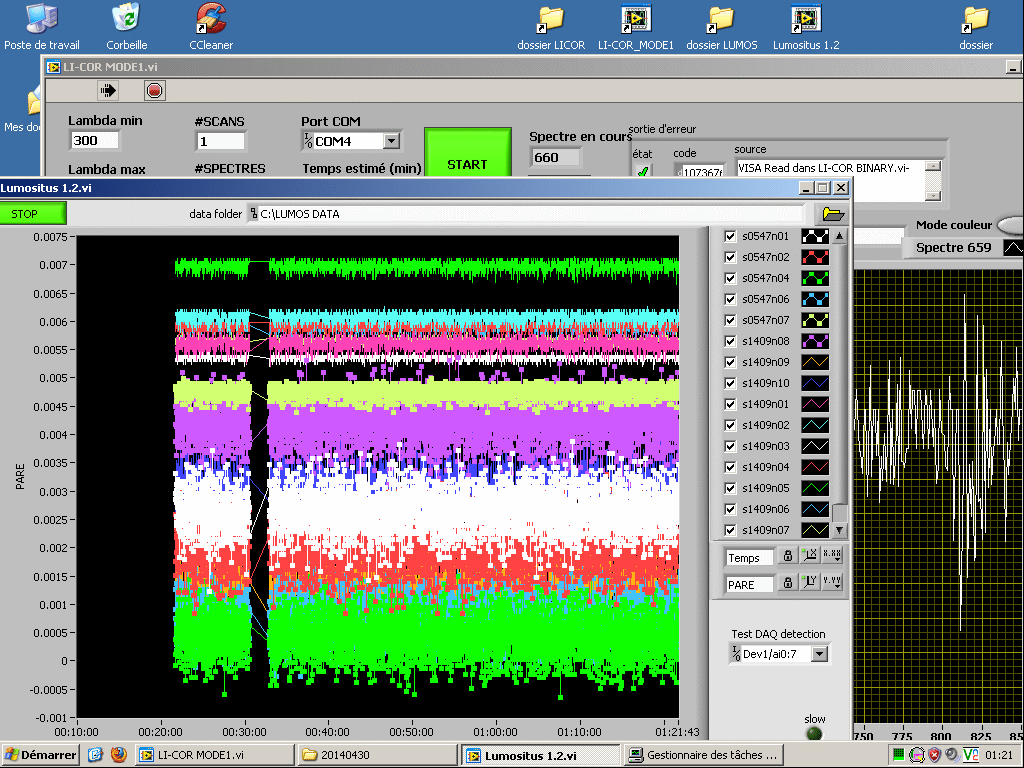 Poste de travail
Corbeille
CCleaner
dossier LICOR
LI-COR_MODE1
dossier LUMOS
Lumositus 1.2
dossier
Mes do
LI-COR MODE1.vi
Lambda min
300
#SCANS
1
Port COM
COM4
START
Spectre en cours
660
sortie d'erreur
état
code
107367
source
VISA Read dans LI-COR BINARY.vi-
Lambda max
#SPECTRES
Temps estimé (min)
Lumositus 1.2.vi
STOP
data folder
C:\LUMOS DATA
Mode couleur
Spectre 659
0.0075
0.007
0.0065
0.006
0.0055
0.005
0.0045
0.004
0.0035
0.003
0.0025
0.002
0.0015
0.001
0.0005
0
-0.0005
-0.001
PARE
00:10:00
00:20:00
00:30:00
00:40:00
00:50:00
01:00:00
01:10:00
01:21:43
s0547n01
s0547n02
s0547n04
s0547n06
s0547n07
s1409n08
s1409n09
s1409n10
s1409n01
s1409n02
s1409n03
s1409n04
s1409n05
s1409n06
s1409n07
Temps
X.XX
PARE
Y.YY
Test DAQ detection
Dev1/ai0:7
slow
750
775
800
825
85
Démarrer
LI-COR MODE1.vi
20140430
Lumositus 1.2.vi
Gestionnaire des tâches ...
01:21